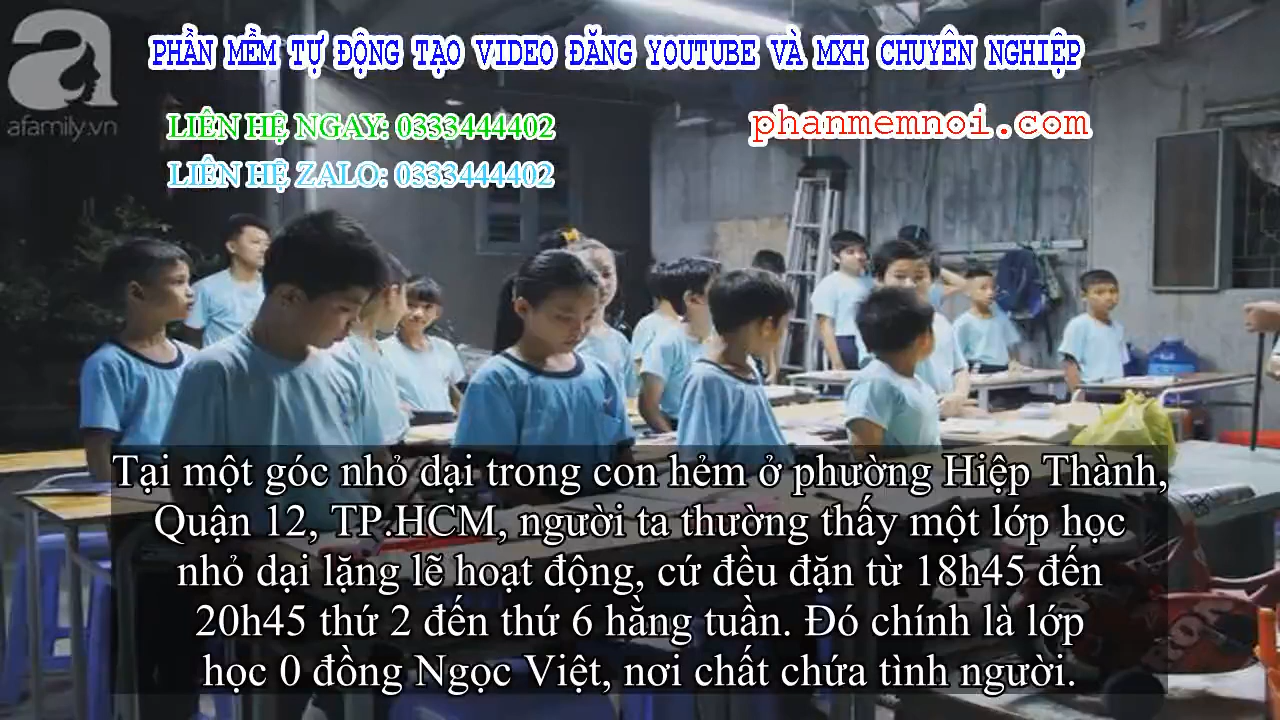 a
afamily.vn
PHẦN MỀM TỰ ĐỘNG TẠO VIDEO ĐĂNG YOUTUBE VÀ MXH CHUYÊN NGHIỆP
LIÊN HỆ NGAY: 0333444402
phanmemnoi.com
LIÊN HỆ ZALO: 0333444402
Tại một góc nhỏ dại trong con hẻm ở phường Hiệp Thành,
Quận 12, TP.HCM, người ta thường thấy một lớp học
nhỏ dại lặng lẽ hoạt động, cứ đều đặn từ 18h45 đến
20h45 thứ 2 đến thứ 6 hằng tuần. Đó chính là lớp
học 0 đồng Ngọc Việt, nơi chất chứa tình người.